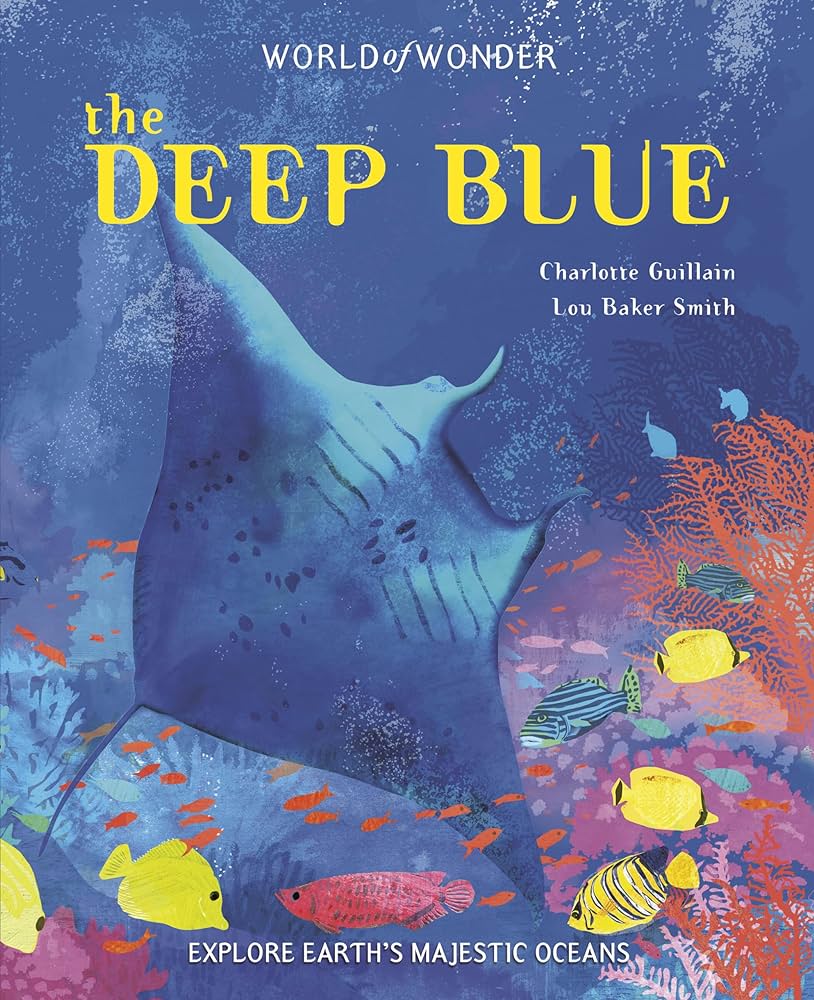 WORLD of WONDER
the
DEEP BLUE
Charlotte Guillain
Lou Baker Smith
EXPLORE EARTH'S MAJESTIC OCEANS